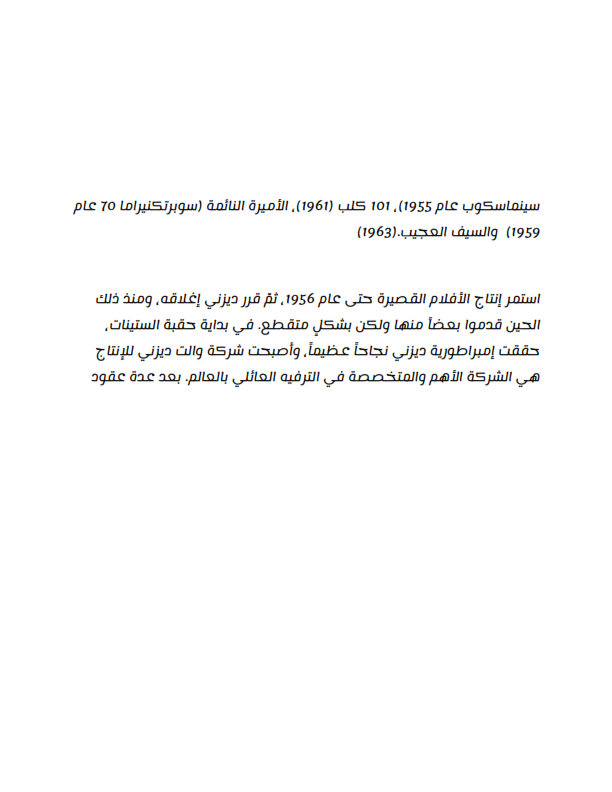 سينماسكوب عام 1955)، 101 كلب (1961)، الأميرة النائمة (سوبرتكنيراما 70 عام
1959) والسيف العجيب.(1963)
استمر إنتاج الأفلام القصيرة حتى عام 1956، ثمّ قرر ديزني إغلاقه، ومنذ ذلك
الحين قدموا بعضاً منها ولكن بشكلٍ متقطع. في بداية حقبة الستينات،
حققت إمبراطورية ديزني نجاحاً عظيماً، وأصبحت شركة والت ديزني للإنتاج
هي الشركة الأهم والمتخصصة في الترفيه العائلي بالعالم. بعد عدة عقود